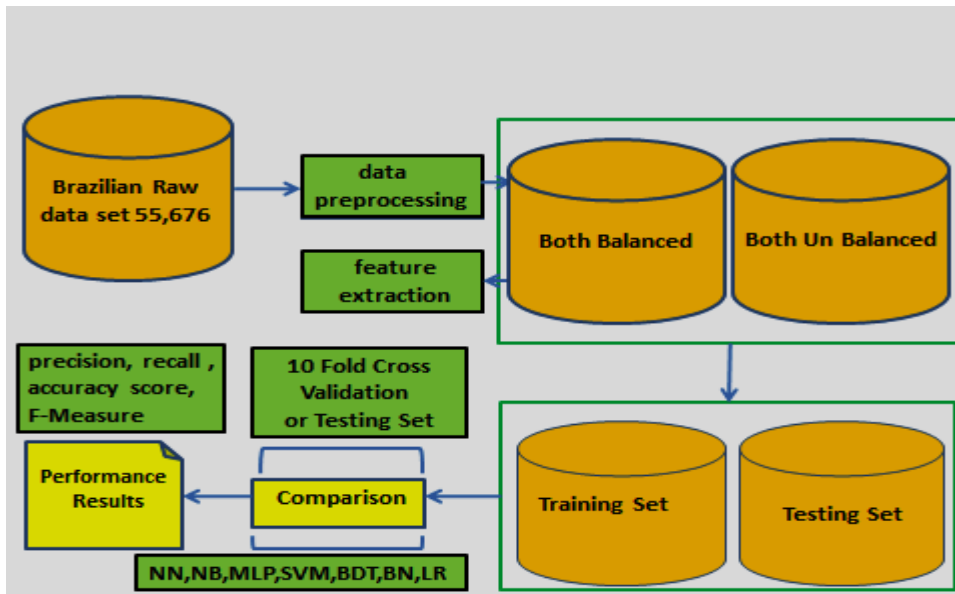 Brazilian Raw
data set 55,676
data
preprocessing
feature
extraction
Both Balanced
Both Un Balanced
Training Set
Testing Set
10 Fold Cross
Validation
or Testing Set
Comparison
NN,NB,MLP,SVM,BDT,BN,LR
precision, recall ,
accuracy score,
F-Measure
Performance
Results